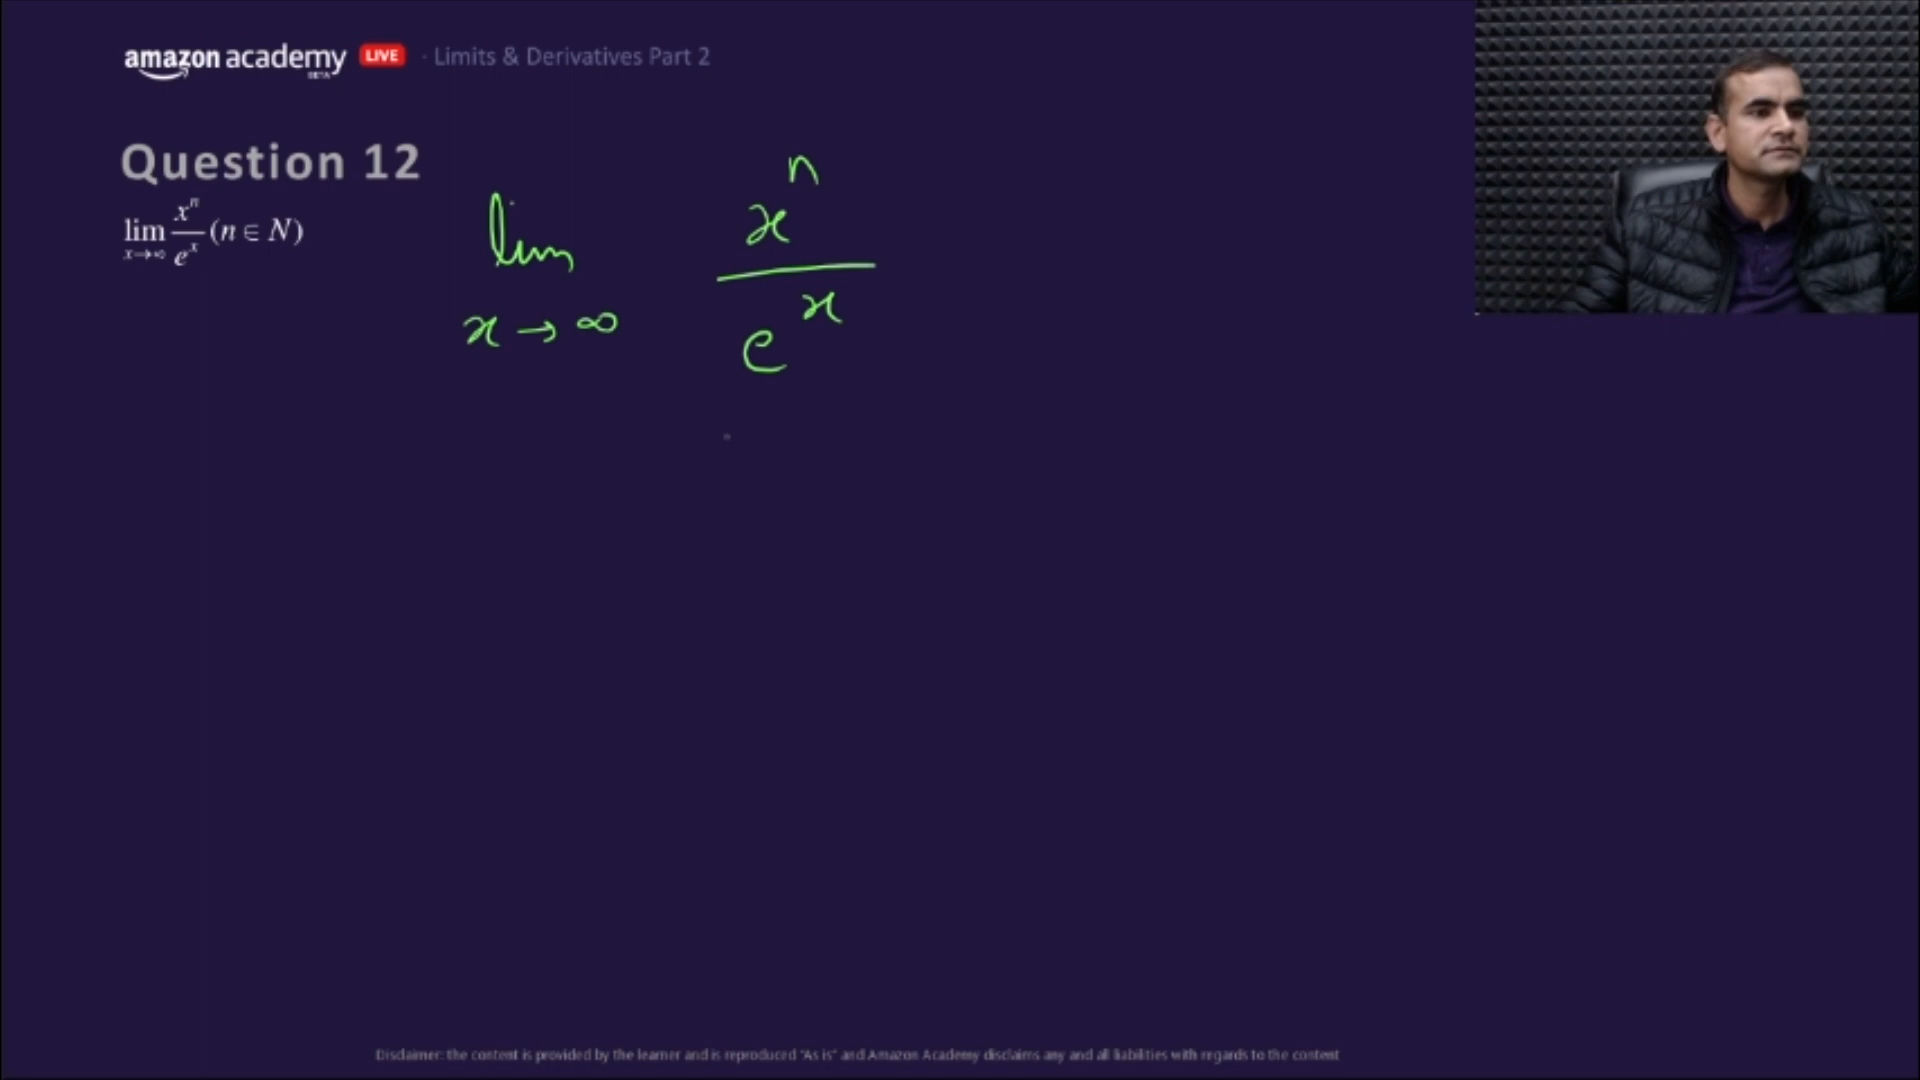 amazon academy BETA LIVE · Limits & Derivatives Part 2
Question 12
lim x→∞ xⁿ/eˣ (n ∈ N)
lim x→∞ xⁿ/eˣ
Disclaimer: the content is provided by the learner and is reproduced "As is" and Amazon Academy disclaims any and all liabilities with regards to the content